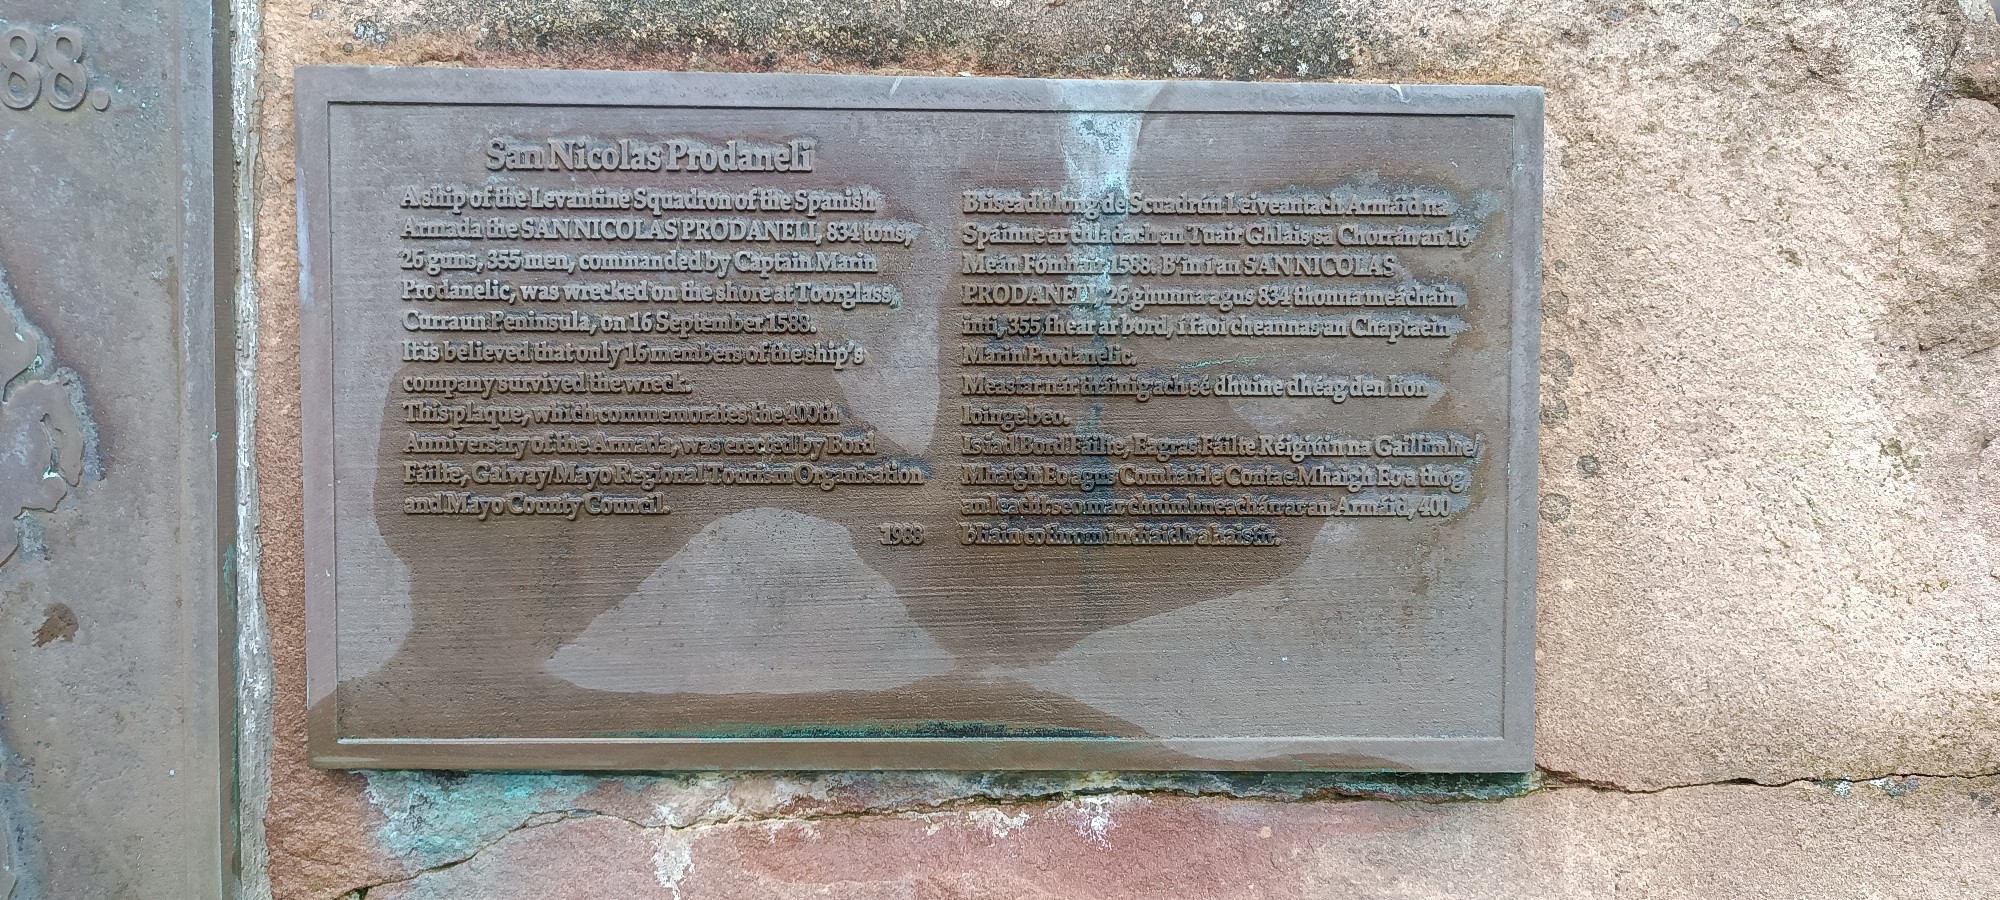 88.
San Nicolas Prodaneli
A ship of the Levantine Squadron of the Spanish
Armada the SAN NICOLAS PRODANELI, 834 tons,
26 guns, 355 men, commanded by Captain Marin
Prodanelic, was wrecked on the shore at Toorglass,
Curraun Peninsula, on 16 September 1588.
It is believed that only 16 members of the ship's
company survived the wreck.
This plaque, which commemorates the 400th
Anniversary of the Armada, was erected by Bord
Fáilte, Galway/Mayo Regional Tourism Organisation
and Mayo County Council.
1988
Briseadh long de Scuadrún Leiveantach Armáid na
Spáinne ar chladach an Tuair Ghlais sa Chorrán an 16
Meán Fómhair 1588. B'in í an SAN NICOLAS
PRODANELI, 26 ghunna agus 834 thonna meáchain
inti, 355 fhear ar bord, í faoi cheannas an Chaptaein
Marin Prodanelic.
Meastar nár tháinig ach sé dhuine dhéag den lion
loinge beo.
Is iad Bord Fáilte, Eagras Fáilte Réigiúin na Gaillimhe/
Mhaigh Eo agus Comhairle Contae Mhaigh Eo a thóg
an leacht seo mar chuimhneachán ar an Armáid, 400
bliain cothrom ina diaidh